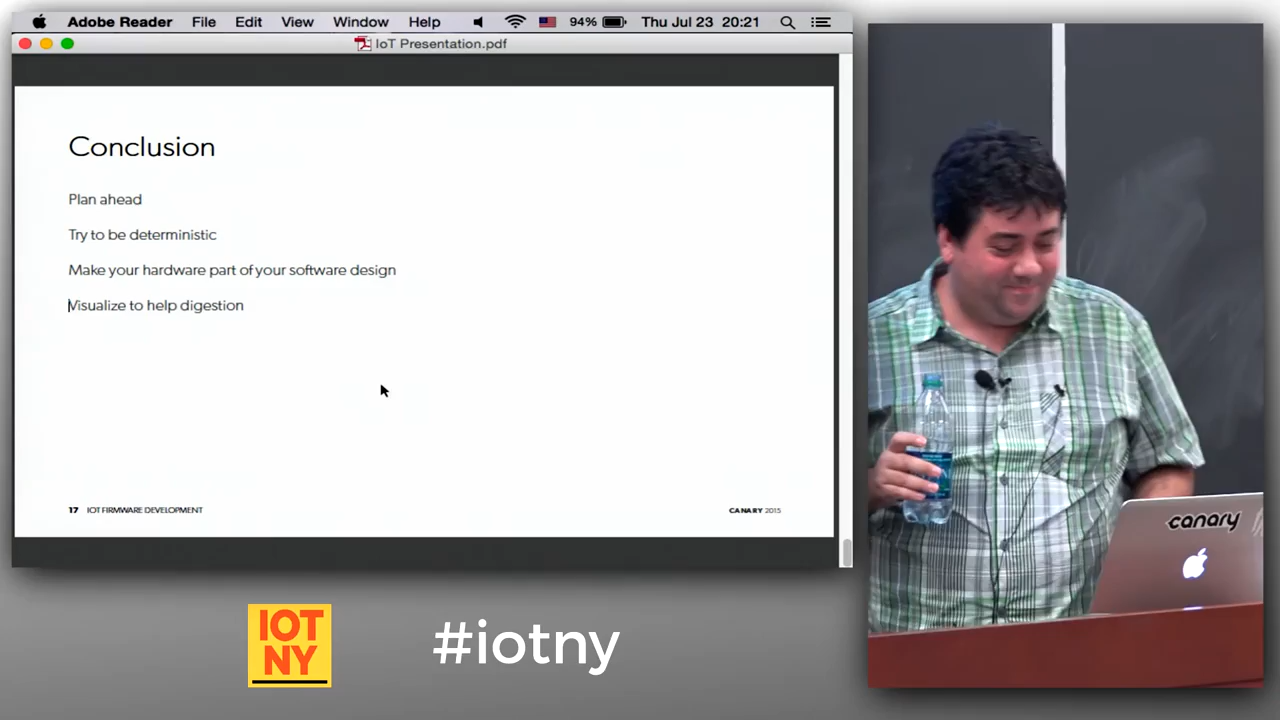 Adobe Reader File Edit View Window Help 94% Thu Jul 23 20:21
IoT Presentation.pdf
Conclusion
Plan ahead
Try to be deterministic
Make your hardware part of your software design
Visualize to help digestion
17 IOT FIRMWARE DEVELOPMENT
CANARY 2015
canary
IOT
NY
#iotny